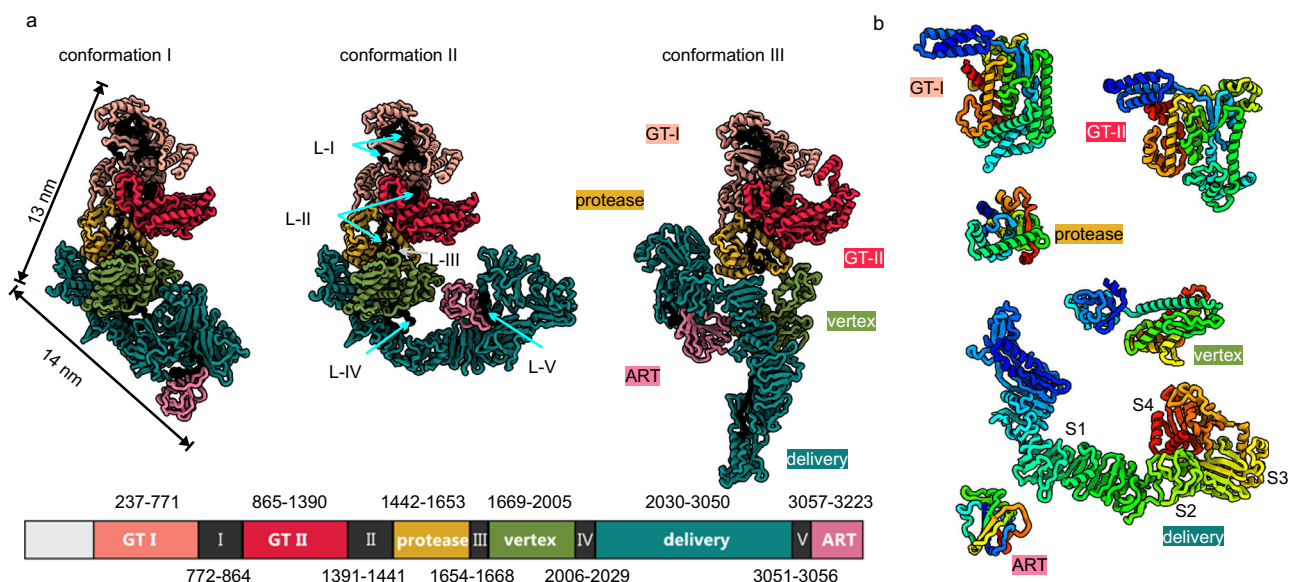 a
conformation I
conformation II
conformation III
13 nm
14 nm
L-I
L-II
L-III
L-IV
L-V
GT-I
protease
GT-II
vertex
ART
delivery
237-771
865-1390
1442-1653
1669-2005
2030-3050
3057-3223
GT I
I
GT II
II
protease
III
vertex
IV
delivery
V
ART
772-864
1391-1441
1654-1668
2006-2029
3051-3056
b
GT-I
GT-II
protease
vertex
S1
S4
S3
S2
delivery
ART